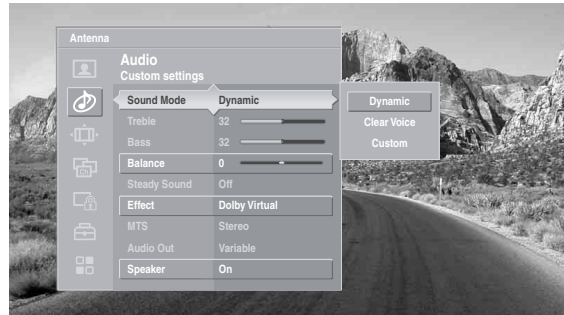 Antenna
Audio
Custom settings
Sound Mode Dynamic
Treble 32
Bass 32
Balance 0
Steady Sound Off
Effect Dolby Virtual
MTS Stereo
Audio Out Variable
Speaker On
Dynamic
Clear Voice
Custom
Ch